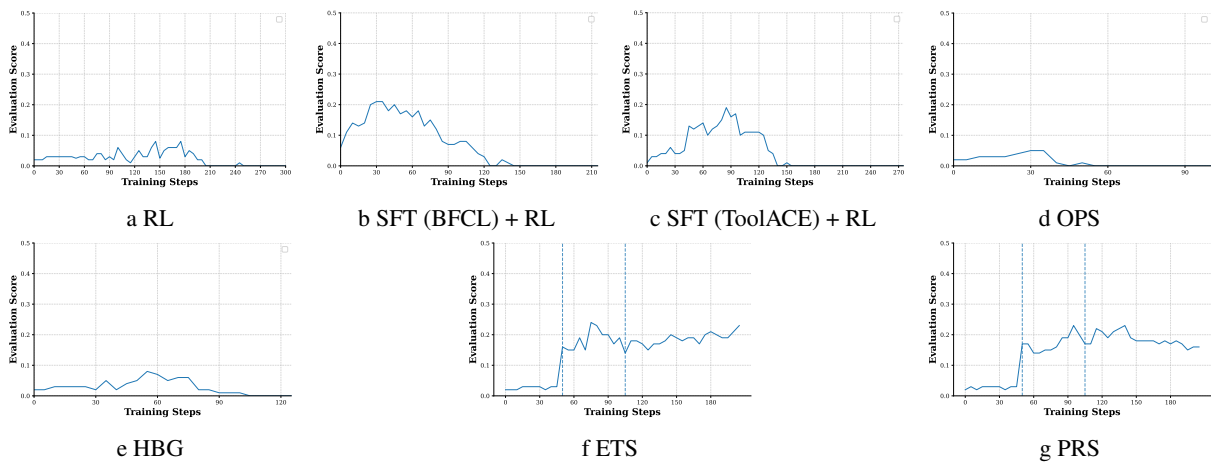 0.5
0.4
0.3
0.2
0.1
0.0
Evaluation Score
0 30 60 90 120 150 180 210 240 270 300
Training Steps
a RL
0.5
0.4
0.3
0.2
0.1
0.0
Evaluation Score
0 30 60 90 120 150 180 210
Training Steps
b SFT (BFCL) + RL
0.5
0.4
0.3
0.2
0.1
0.0
Evaluation Score
0 30 60 90 120 150 180 210 240 270
Training Steps
c SFT (ToolACE) + RL
0.5
0.4
0.3
0.2
0.1
0.0
Evaluation Score
0 30 60 90
Training Steps
d OPS
0.5
0.4
0.3
0.2
0.1
0.0
Evaluation Score
0 30 60 90 120
Training Steps
e HBG
0.5
0.4
0.3
0.2
0.1
0.0
Evaluation Score
0 30 60 90 120 150 180
Training Steps
f ETS
0.5
0.4
0.3
0.2
0.1
0.0
Evaluation Score
0 30 60 90 120 150 180
Training Steps
g PRS